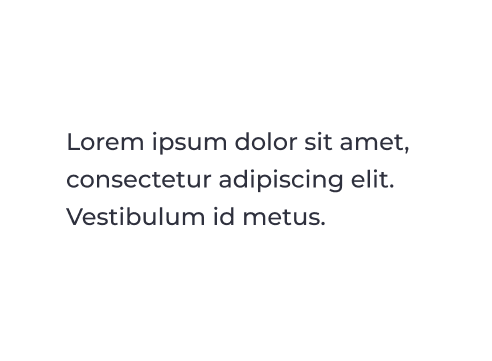 Lorem ipsum dolor sit amet,
consectetur adipiscing elit.
Vestibulum id metus.